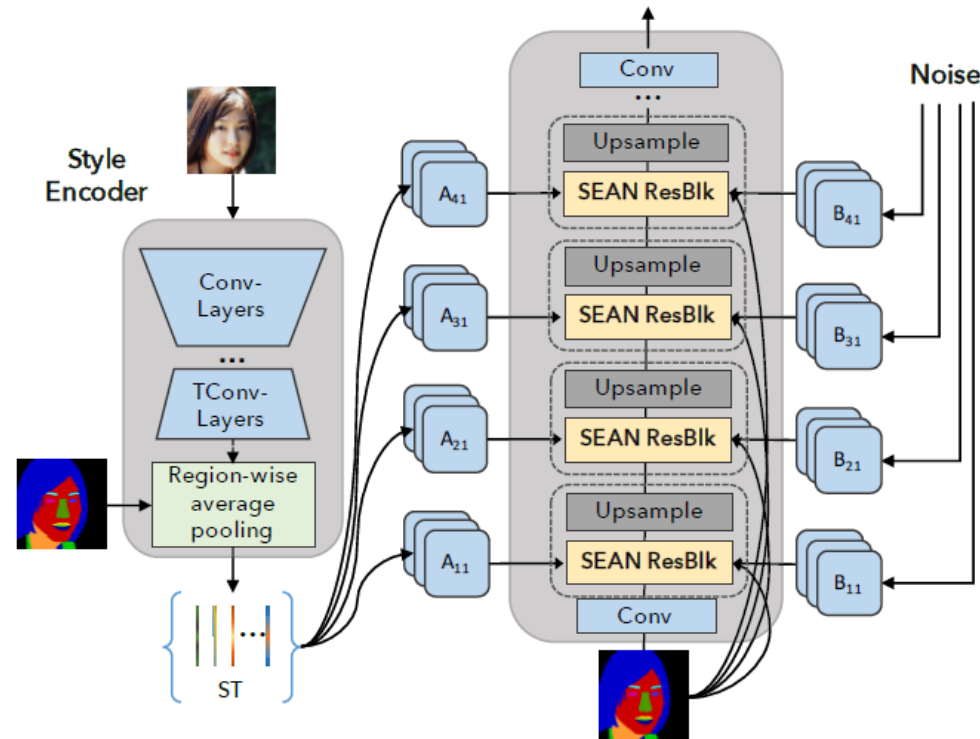 Style
Encoder
Conv-
Layers
...
TConv-
Layers
Region-wise
average
pooling
...
ST
A41
A31
A21
A11
Conv
...
Upsample
SEAN ResBlk
Upsample
SEAN ResBlk
Upsample
SEAN ResBlk
Upsample
SEAN ResBlk
Conv
Noise
B41
B31
B21
B11